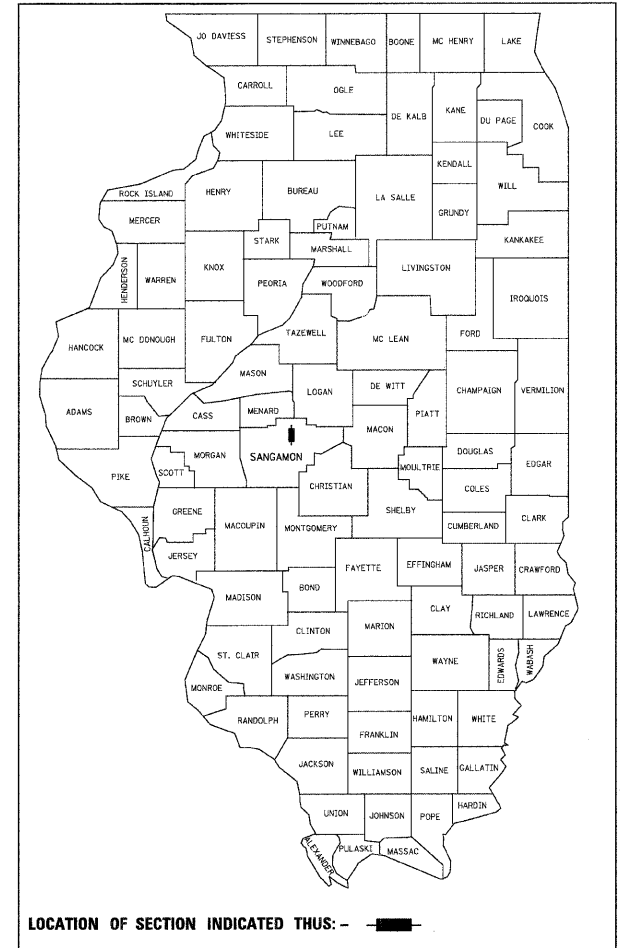 JO DAVIESS STEPHENSON WINNEBAGO BOONE MC HENRY LAKE
CARROLL OGLE DE KALB KANE DU PAGE COOK
WHITESIDE LEE KENDALL WILL
ROCK ISLAND HENRY BUREAU LA SALLE GRUNDY
MERCER STARK PUTNAM MARSHALL KANKAKEE
HENDERSON WARREN KNOX PEORIA WOODFORD LIVINGSTON IROQUOIS
HANCOCK MC DONOUGH FULTON TAZEWELL MC LEAN FORD
SCHUYLER MASON LOGAN DE WITT CHAMPAIGN VERMILION
ADAMS BROWN CASS MENARD MACON PIATT
PIKE SCOTT MORGAN SANGAMON CHRISTIAN MOULTRIE DOUGLAS EDGAR
COLES
CALHOUN GREENE MACOUPIN MONTGOMERY SHELBY CUMBERLAND CLARK
JERSEY
MADISON BOND FAYETTE EFFINGHAM JASPER CRAWFORD
CLINTON MARION CLAY RICHLAND LAWRENCE
ST. CLAIR WASHINGTON JEFFERSON WAYNE EDWARDS WABASH
MONROE
RANDOLPH PERRY FRANKLIN HAMILTON WHITE
JACKSON WILLIAMSON SALINE GALLATIN
UNION JOHNSON POPE HARDIN
ALEXANDER PULASKI MASSAC
LOCATION OF SECTION INDICATED THUS: -